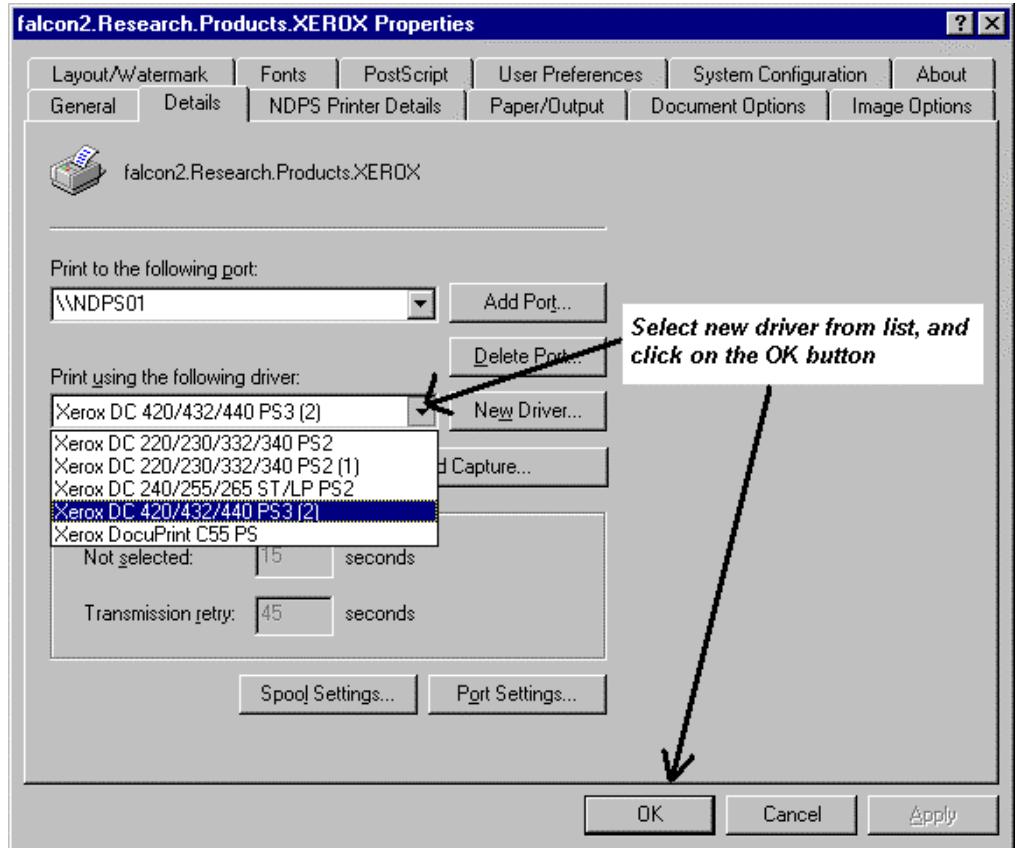 falcon2.Research.Products.XEROX Properties
Layout/Watermark Fonts PostScript User Preferences System Configuration About
General Details NDPS Printer Details Paper/Output Document Options Image Options
falcon2.Research.Products.XEROX
Print to the following port:
\\NDPS01 Add Port...
Select new driver from list, and
click on the OK button
Delete Port...
Print using the following driver:
Xerox DC 420/432/440 PS3 (2) New Driver...
Xerox DC 220/230/332/340 PS2
Xerox DC 220/230/332/340 PS2 (1)
Capture...
Xerox DC 240/255/265 ST/LP PS2
Xerox DC 420/432/440 PS3 (2)
Xerox DocuPrint C55 PS
Not selected: 15 seconds
Transmission retry: 45 seconds
Spool Settings... Port Settings...
OK Cancel Apply